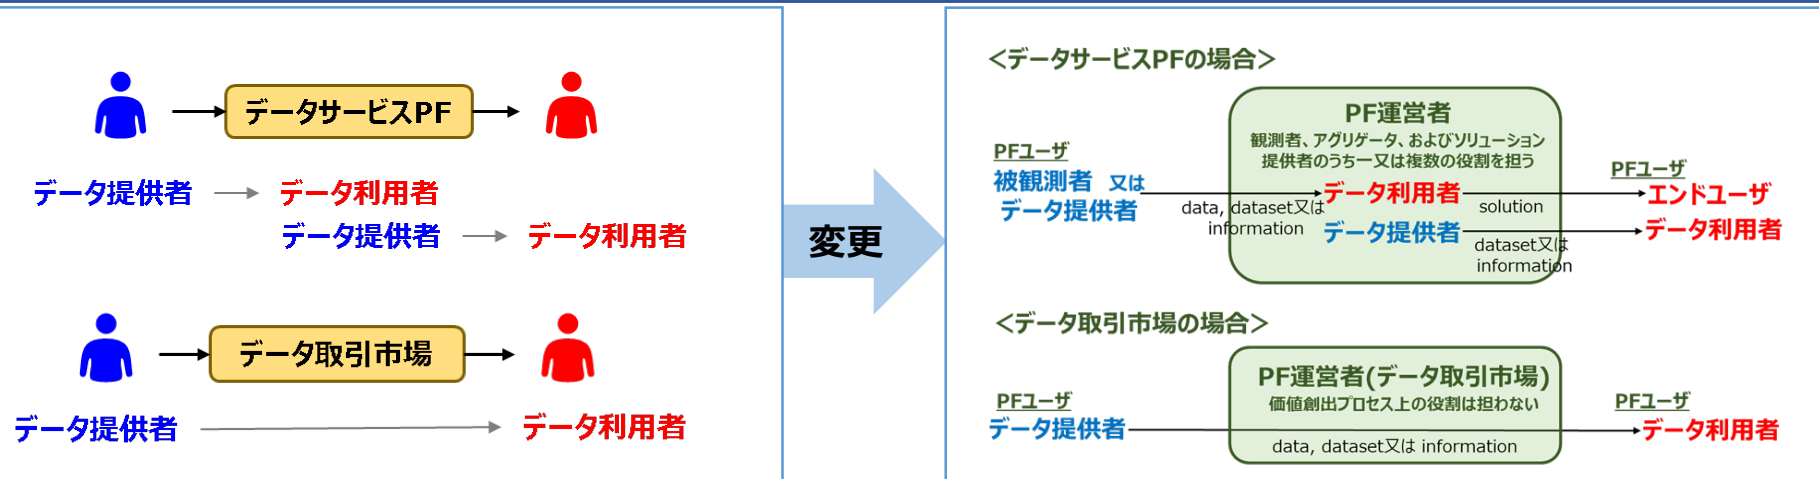 データサービスPF
データ提供者
データ利用者
データ提供者
データ利用者
データ取引市場
データ提供者
データ利用者
変更
<データサービスPFの場合>
PF運営者
観測者、アグリゲータ、およびソリューション
提供者のうち一又は複数の役割を担う
PFユーザ
被観測者 又は
データ提供者
data, dataset又は
information
データ利用者
データ提供者
solution
dataset又は
information
PFユーザ
エンドユーザ
データ利用者
<データ取引市場の場合>
PF運営者(データ取引市場)
価値創出プロセス上の役割は担わない
PFユーザ
データ提供者
data, dataset又は information
PFユーザ
データ利用者